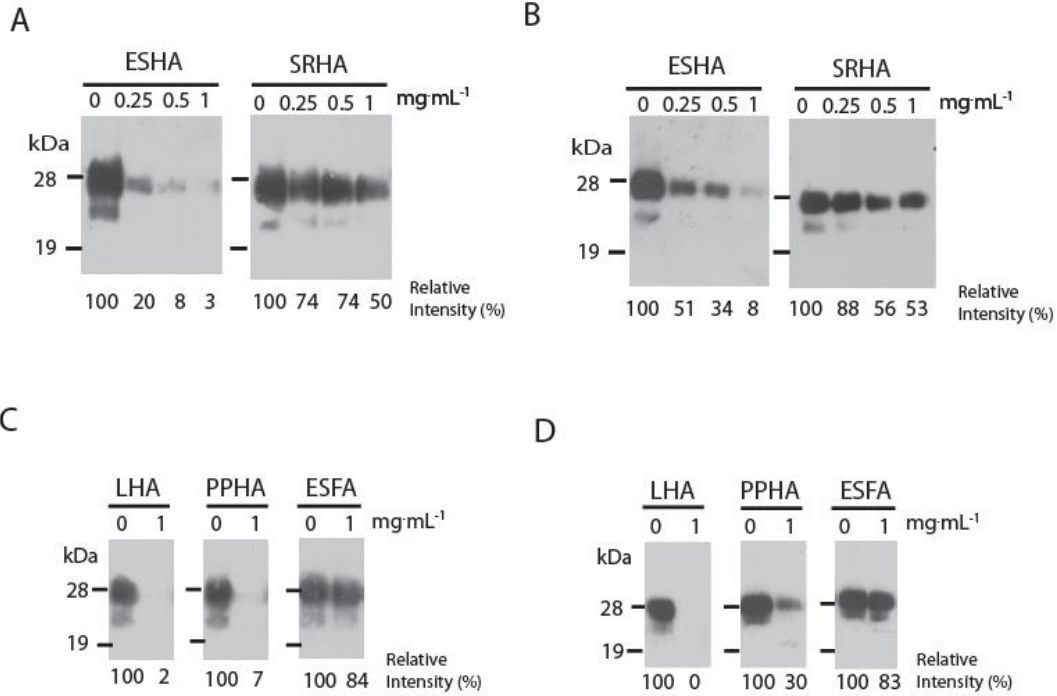 A
ESHA SRHA
0 0.25 0.5 1 0 0.25 0.5 1 mg·mL-1
kDa
28
19
100 20 8 3 100 74 74 50 Relative
Intensity (%)
B
ESHA SRHA
0 0.25 0.5 1 0 0.25 0.5 1 mg·mL-1
kDa
28
19
100 51 34 8 100 88 56 53 Relative
Intensity (%)
C
LHA PPHA ESFA
0 1 0 1 0 1 mg·mL-1
kDa
28
19
100 2 100 7 100 84 Relative
Intensity (%)
D
LHA PPHA ESFA
0 1 0 1 0 1 mg·mL-1
kDa
28
19
100 0 100 30 100 83 Relative
Intensity (%)